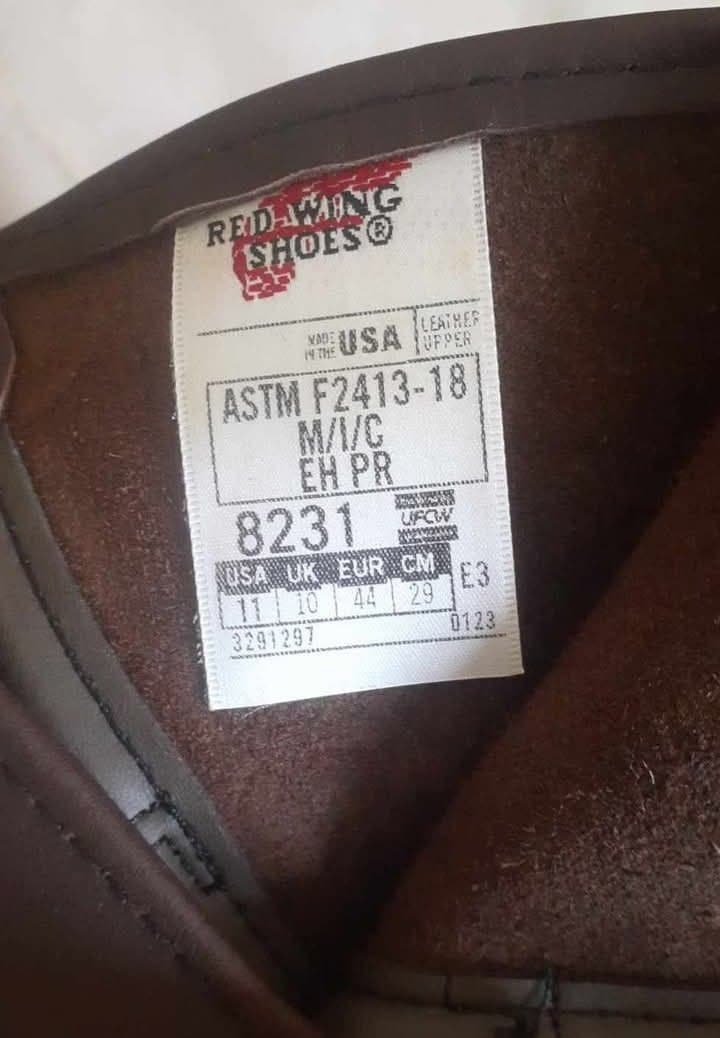 RED WING
SHOES®
MADE IN THE USA
LEATHER UPPER
ASTM F2413-18
M/I/C
EH PR
8231
UFCW
USA UK EUR CM
11 10 44 29 E3
3291297 0123